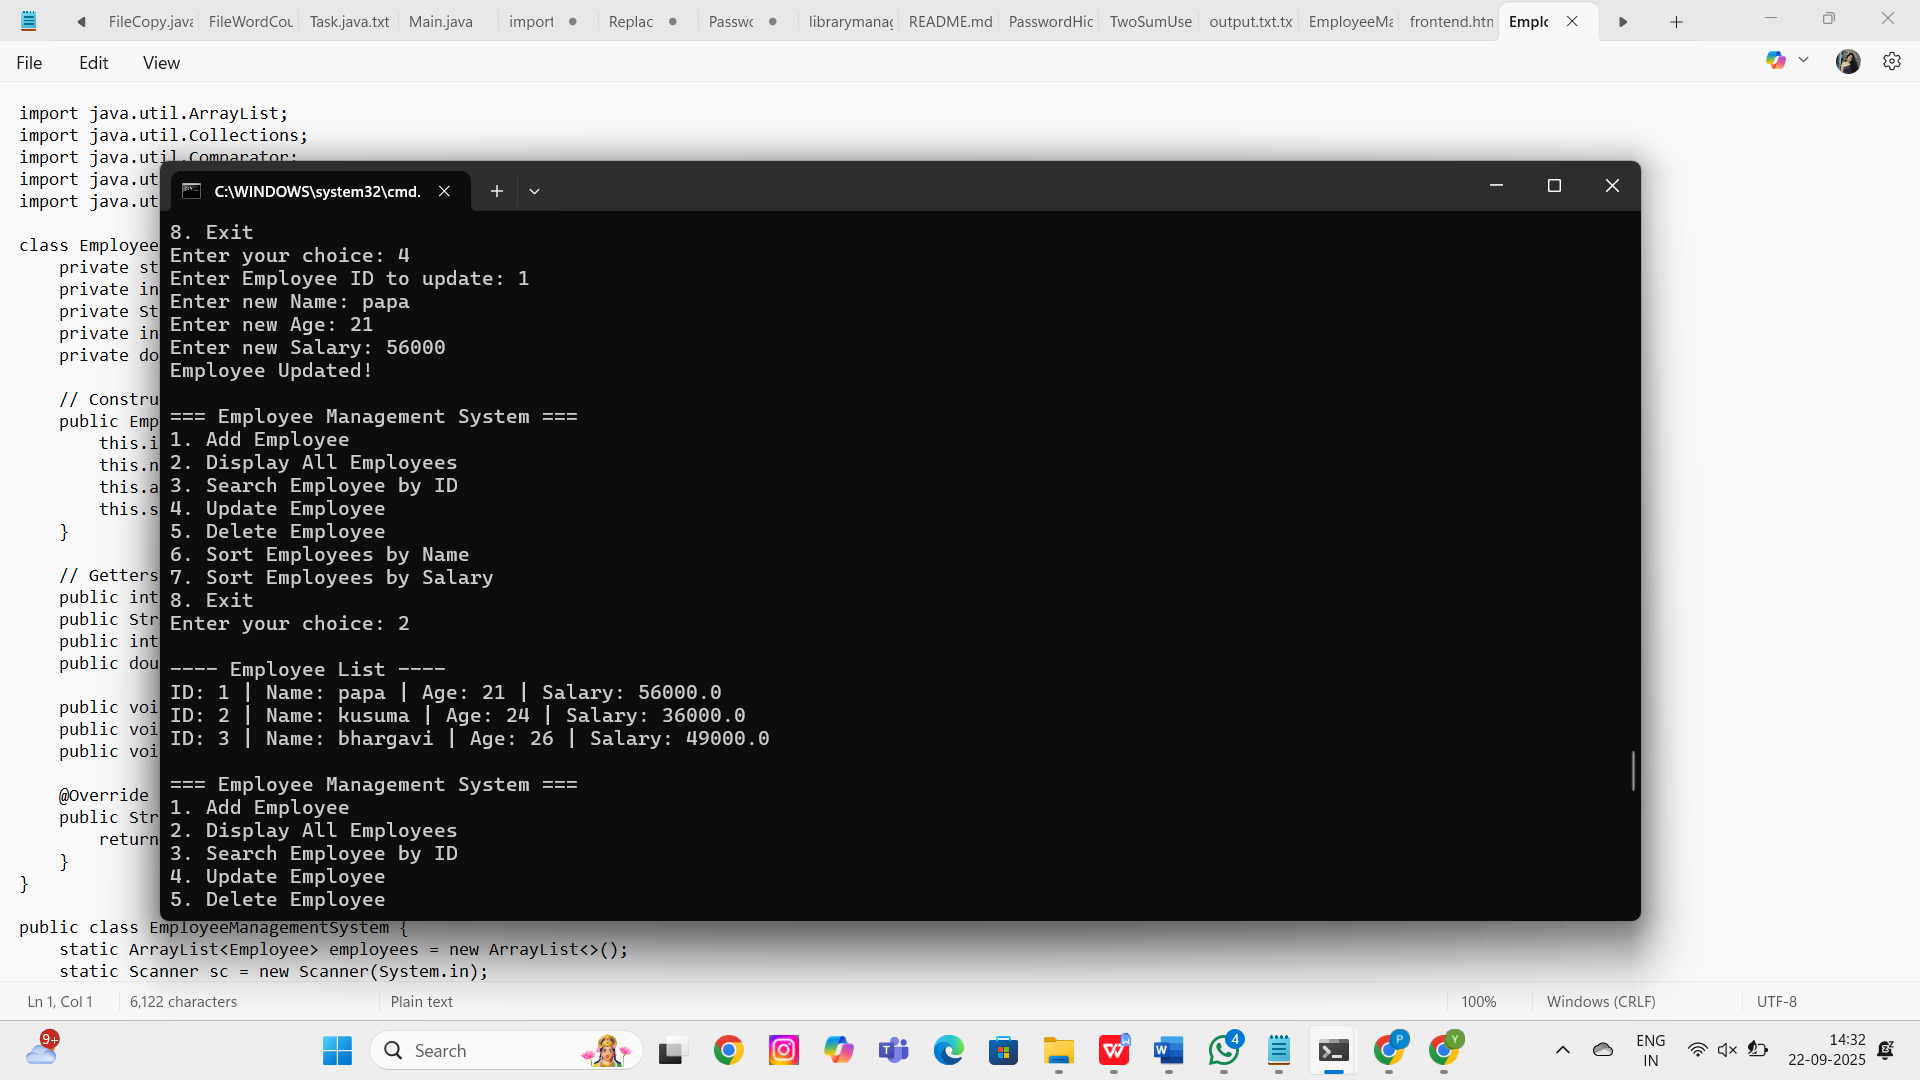 FileCopy.java
FileWordCou
Task.java.txt
Main.java
import
Replac
Passwo
librarymanag
README.md
PasswordHic
TwoSumUse
output.txt.tx
EmployeeMa
frontend.htn
Emplo
File
Edit
View
import java.util.ArrayList;
import java.util.Collections;
import java.util.Comparator;
import java.ut
import java.ut
class Employee
private st
private in
private St
private in
private do
// Constru
public Emp
this.i
this.n
this.a
this.s
}
// Getters
public int
public Str
public int
public dou
public voi
public voi
public voi
@Override
public Str
return
}
}
public class EmployeeManagementSystem {
static ArrayList<Employee> employees = new ArrayList<>();
static Scanner sc = new Scanner(System.in);
C:\WINDOWS\system32\cmd.
8. Exit
Enter your choice: 4
Enter Employee ID to update: 1
Enter new Name: papa
Enter new Age: 21
Enter new Salary: 56000
Employee Updated!
=== Employee Management System ===
1. Add Employee
2. Display All Employees
3. Search Employee by ID
4. Update Employee
5. Delete Employee
6. Sort Employees by Name
7. Sort Employees by Salary
8. Exit
Enter your choice: 2
---- Employee List ----
ID: 1 | Name: papa | Age: 21 | Salary: 56000.0
ID: 2 | Name: kusuma | Age: 24 | Salary: 36000.0
ID: 3 | Name: bhargavi | Age: 26 | Salary: 49000.0
=== Employee Management System ===
1. Add Employee
2. Display All Employees
3. Search Employee by ID
4. Update Employee
5. Delete Employee
Ln 1, Col 1
6,122 characters
Plain text
100%
Windows (CRLF)
UTF-8
9+
Search
4
P
Y
ENG
IN
14:32
22-09-2025